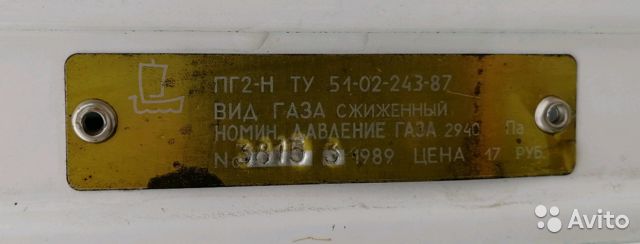 ПГ2-Н ТУ 51-02-243-87
ВИД ГАЗА СЖИЖЕННЫЙ
НОМИН. ДАВЛЕНИЕ ГАЗА 2940 Па
№ 3815 3 1989 ЦЕНА 17 РУБ.
Avito